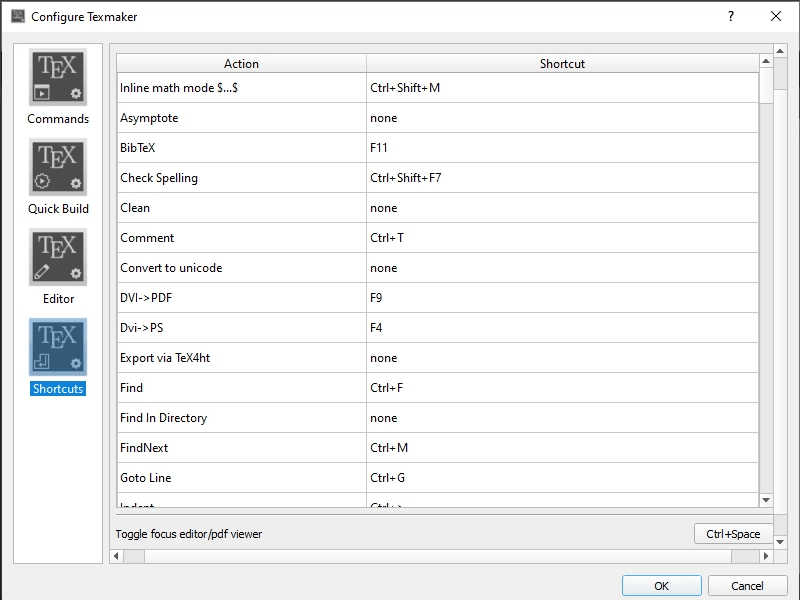 Configure Texmaker
?
TEX
Commands
TEX
Quick Build
TEX
Editor
TEX
Shortcuts
Action Shortcut
Inline math mode $...$ Ctrl+Shift+M
Asymptote none
BibTeX F11
Check Spelling Ctrl+Shift+F7
Clean none
Comment Ctrl+T
Convert to unicode none
DVI->PDF F9
Dvi->PS F4
Export via TeX4ht none
Find Ctrl+F
Find In Directory none
FindNext Ctrl+M
Goto Line Ctrl+G
Indent Ctrl+>
Toggle focus editor/pdf viewer Ctrl+Space
OK Cancel